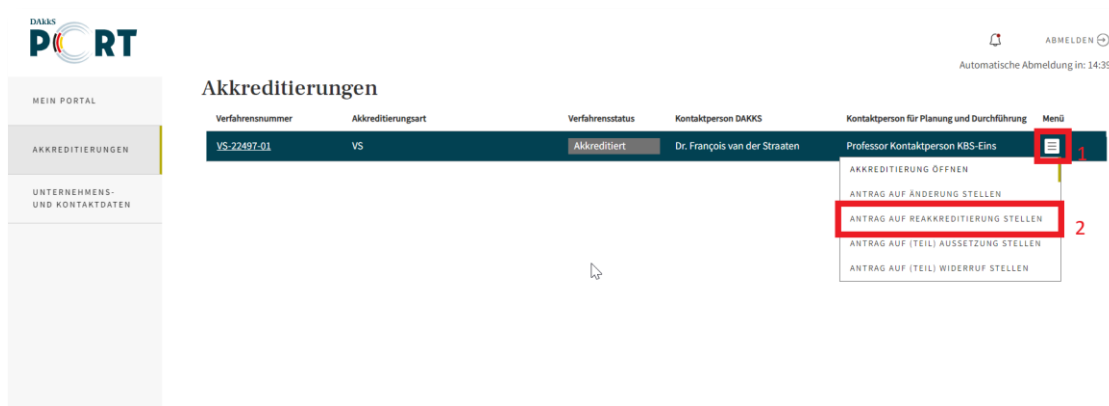 DAkkS
PORT
ABMELDEN
Automatische Abmeldung in: 14:39
MEIN PORTAL
AKKREDITIERUNGEN
UNTERNEHMENS-
UND KONTAKTDATEN
Akkreditierungen
Verfahrensnummer Akkreditierungsart Verfahrensstatus Kontaktperson DAKKS Kontaktperson für Planung und Durchführung Menü
VS-22497-01 VS Akkreditiert Dr. François van der Straaten Professor Kontaktperson KBS-Eins 1
AKKREDITIERUNG ÖFFNEN
ANTRAG AUF ÄNDERUNG STELLEN
ANTRAG AUF REAKKREDITIERUNG STELLEN 2
ANTRAG AUF (TEIL) AUSSETZUNG STELLEN
ANTRAG AUF (TEIL) WIDERRUF STELLEN